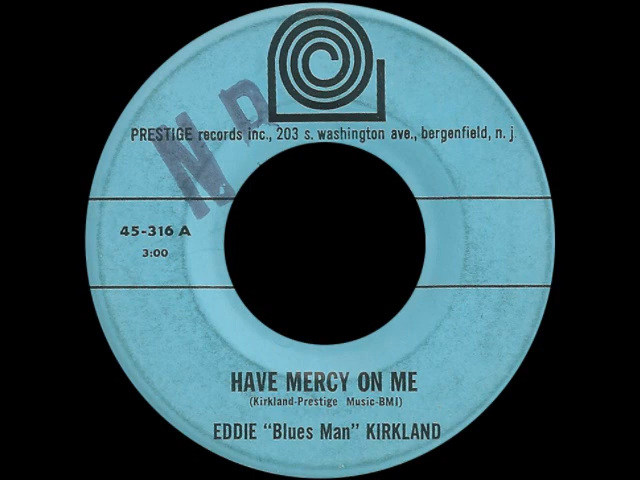 NP
PRESTIGE records inc., 203 s. washington ave., bergenfield, n. j.
45-316 A
3:00
HAVE MERCY ON ME
(Kirkland-Prestige Music-BMI)
EDDIE "Blues Man" KIRKLAND